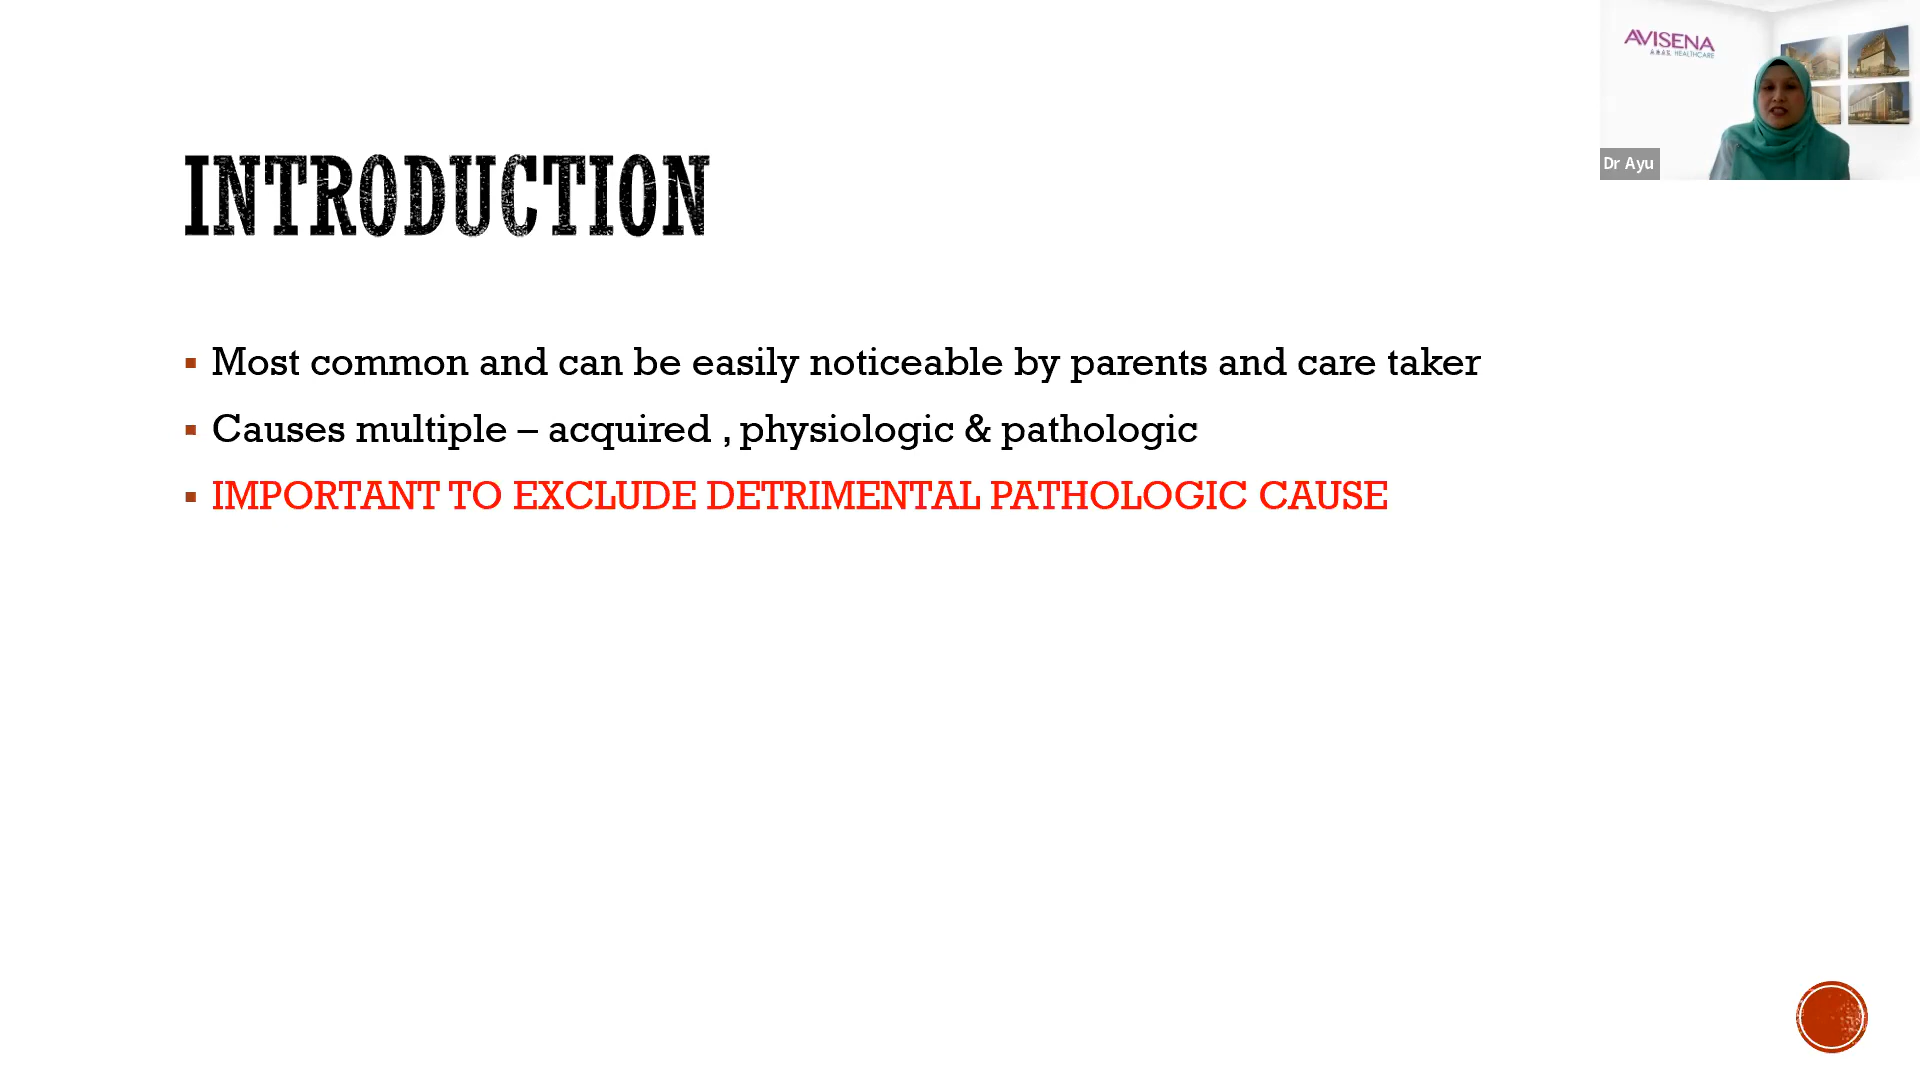 AVISENA
HEALTHCARE
Dr Ayu
INTRODUCTION
Most common and can be easily noticeable by parents and care taker
Causes multiple – acquired , physiologic & pathologic
IMPORTANT TO EXCLUDE DETRIMENTAL PATHOLOGIC CAUSE